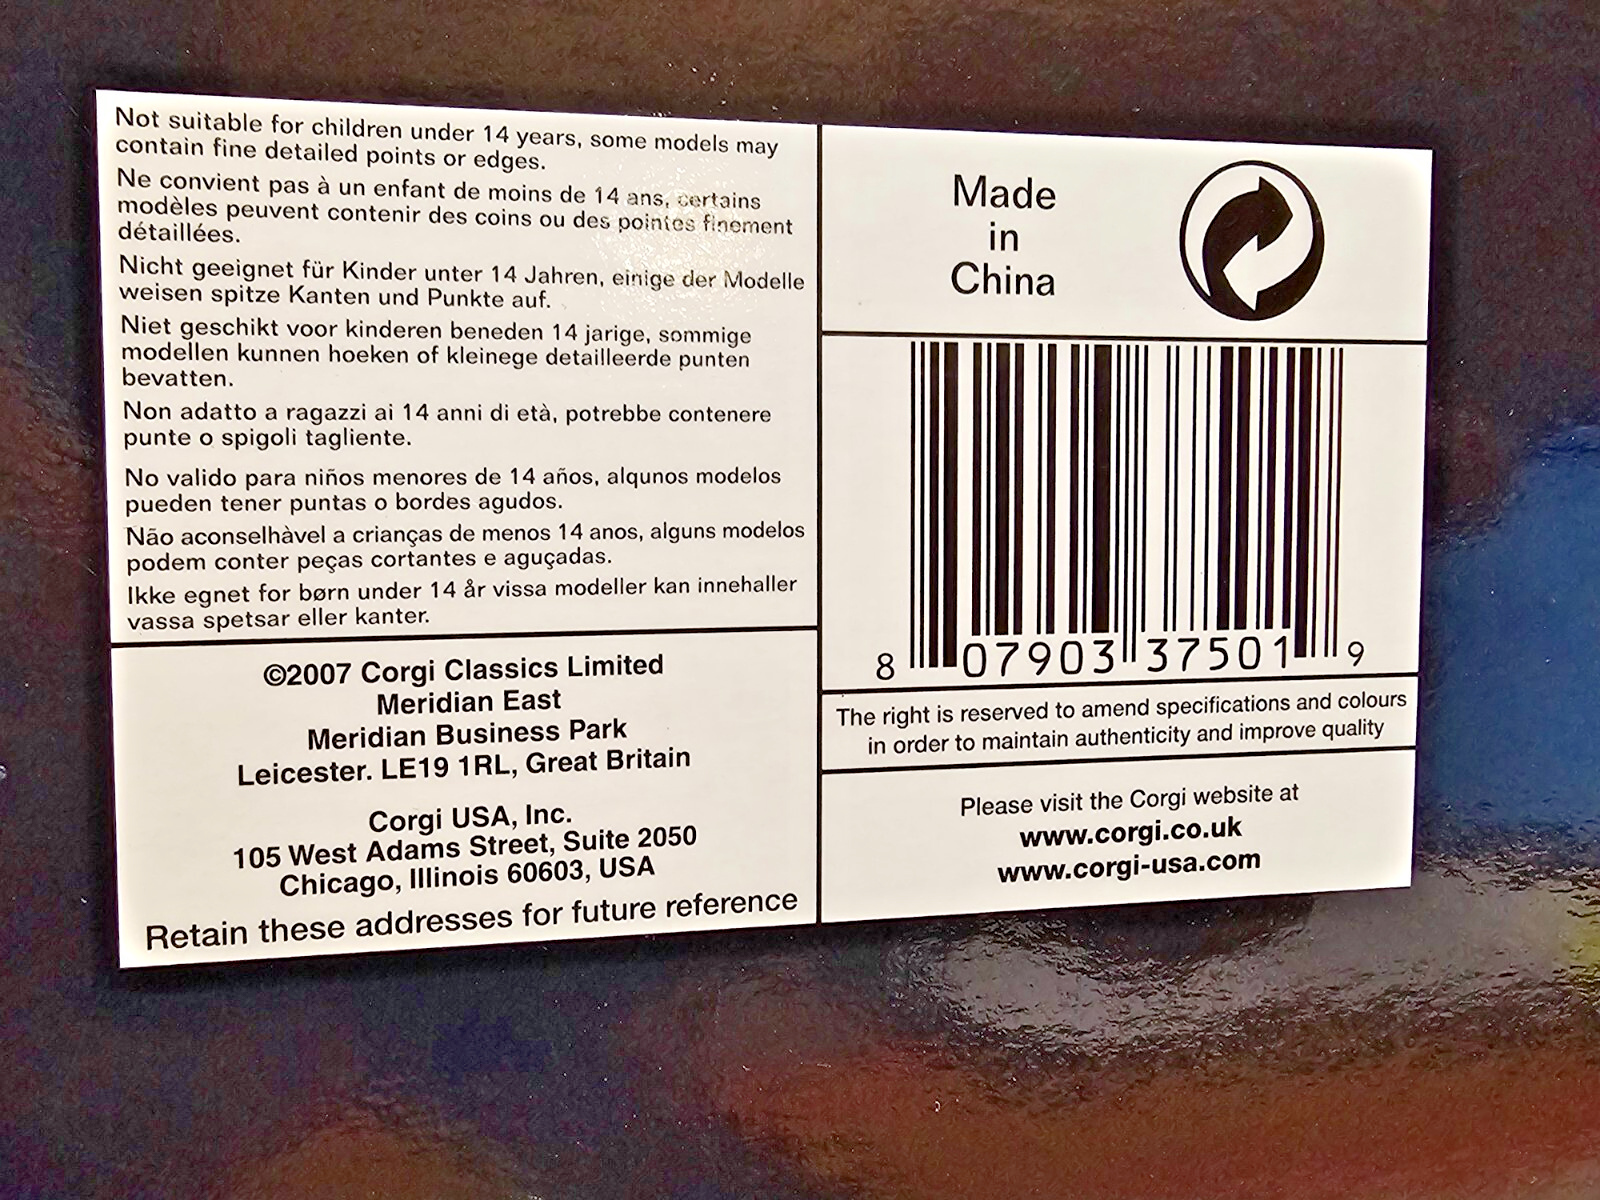 Not suitable for children under 14 years, some models may
contain fine detailed points or edges.
Ne convient pas à un enfant de moins de 14 ans, certains
modèles peuvent contenir des coins ou des pointes finement
détaillées.
Nicht geeignet für Kinder unter 14 Jahren, einige der Modelle
weisen spitze Kanten und Punkte auf.
Niet geschikt voor kinderen beneden 14 jarige, sommige
modellen kunnen hoeken of kleinege detailleerde punten
bevatten.
Non adatto a ragazzi ai 14 anni di età, potrebbe contenere
punte o spigoli tagliente.
No valido para niños menores de 14 años, alqunos modelos
pueden tener puntas o bordes agudos.
Não aconselhàvel a crianças de menos 14 anos, alguns modelos
podem conter peças cortantes e aguçadas.
Ikke egnet for børn under 14 år vissa modeller kan innehaller
vassa spetsar eller kanter.
©2007 Corgi Classics Limited
Meridian East
Meridian Business Park
Leicester. LE19 1RL, Great Britain
Corgi USA, Inc.
105 West Adams Street, Suite 2050
Chicago, Illinois 60603, USA
Retain these addresses for future reference
Made
in
China
8 07903 37501 9
The right is reserved to amend specifications and colours
in order to maintain authenticity and improve quality
Please visit the Corgi website at
www.corgi.co.uk
www.corgi-usa.com